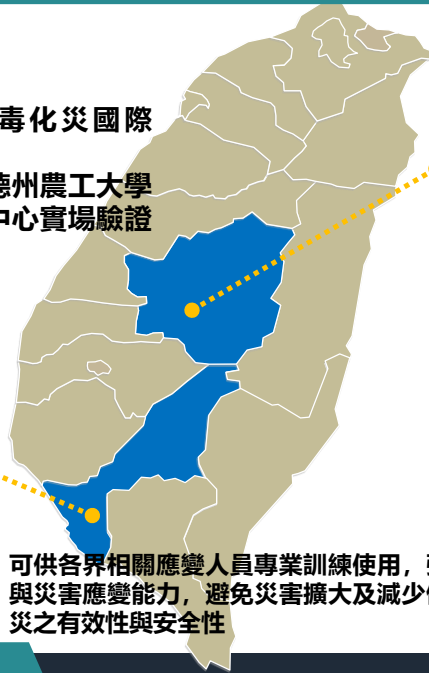 毒化災國際
德州農工大學
中心實場驗證
可供各界相關應變人員專業訓練使用，
與災害應變能力，避免災害擴大及減少
災之有效性與安全性